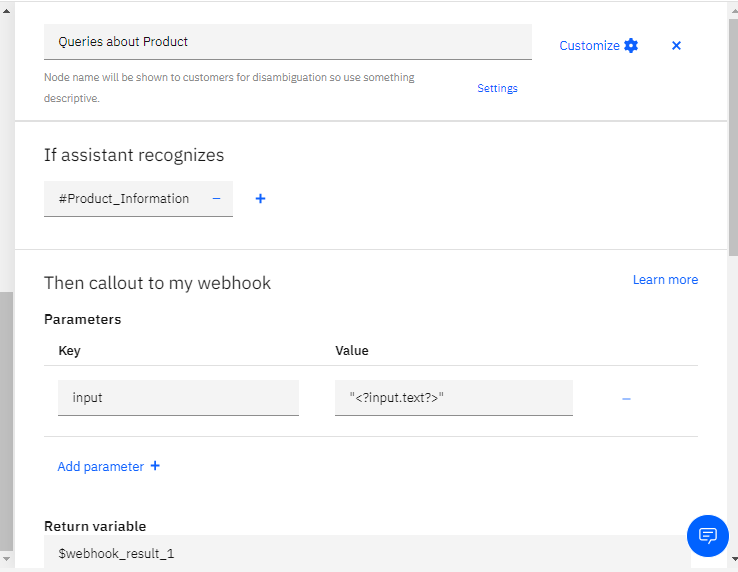 Queries about Product
Customize
Node name will be shown to customers for disambiguation so use something
descriptive.
Settings
If assistant recognizes
#Product_Information
Then callout to my webhook
Learn more
Parameters
Key Value
input "<?input.text?>"
Add parameter +
Return variable
$webhook_result_1